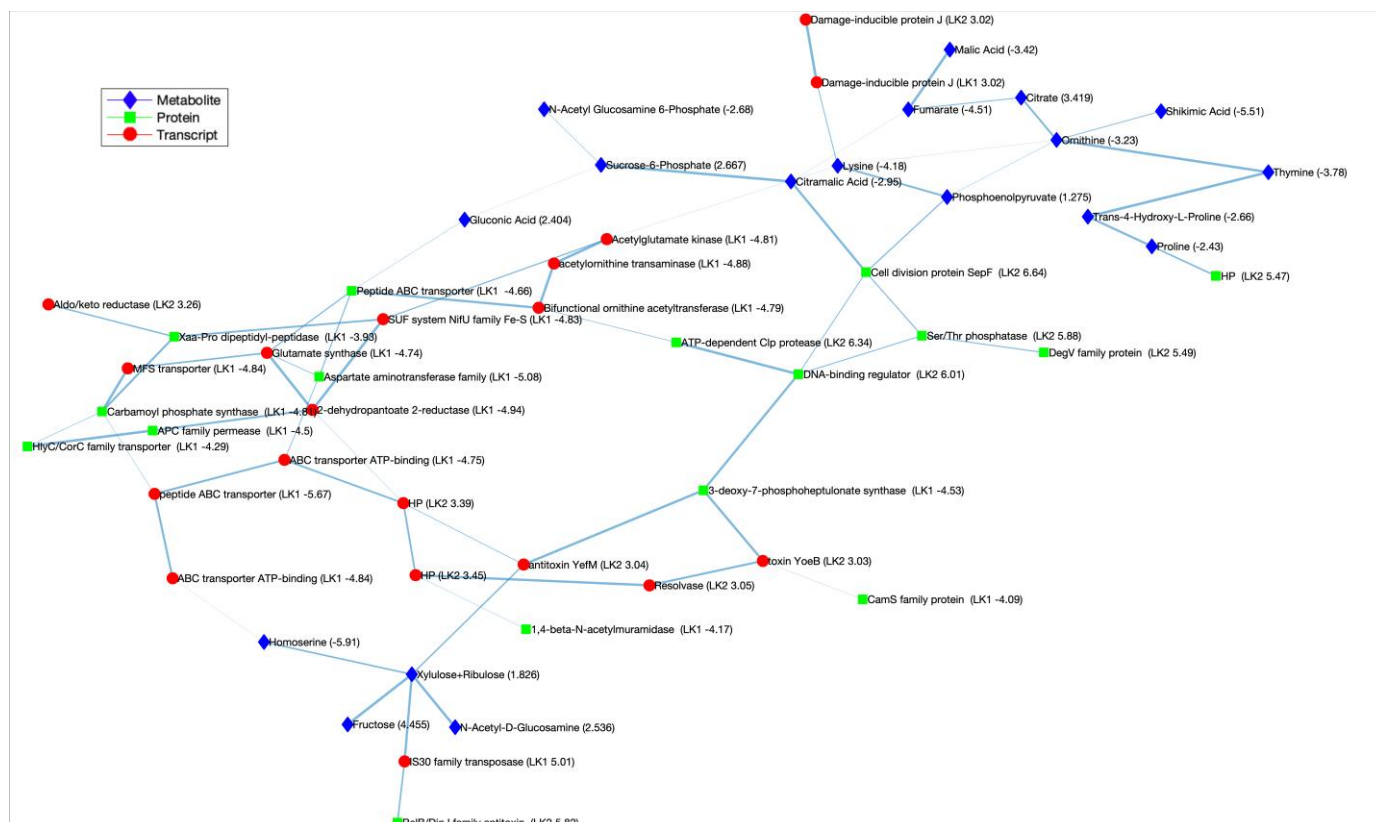 Damage-inducible protein J (LK2 3.02)
Malic Acid (-3.42)
Damage-inducible protein J (LK1 3.02)
Metabolite
Protein
Transcript
N-Acetyl Glucosamine 6-Phosphate (-2.68)
Citrate (3.419)
Fumarate (-4.51)
Shikimic Acid (-5.51)
Ornithine (-3.23)
Sucrose-6-Phosphate (2.667)
Lysine (-4.18)
Thymine (-3.78)
Citramalic Acid (-2.95)
Phosphoenolpyruvate (1.275)
Gluconic Acid (2.404)
Trans-4-Hydroxy-L-Proline (-2.66)
Acetylglutamate kinase (LK1 -4.81)
Proline (-2.43)
acetylornithine transaminase (LK1 -4.88)
Cell division protein SepF (LK2 6.64)
HP (LK2 5.47)
Peptide ABC transporter (LK1 -4.66)
Aldo/keto reductase (LK2 3.26)
Bifunctional ornithine acetyltransferase (LK1 -4.79)
SUF system NifU family Fe-S (LK1 -4.83)
Xaa-Pro dipeptidyl-peptidase (LK1 -3.93)
ATP-dependent Clp protease (LK2 6.34)
Ser/Thr phosphatase (LK2 5.88)
Glutamate synthase (LK1 -4.74)
DegV family protein (LK2 5.49)
MFS transporter (LK1 -4.84)
Aspartate aminotransferase family (LK1 -5.08)
DNA-binding regulator (LK2 6.01)
Carbamoyl phosphate synthase (LK1 -4.81)
2-dehydropantoate 2-reductase (LK1 -4.94)
APC family permease (LK1 -4.5)
HlyC/CorC family transporter (LK1 -4.29)
ABC transporter ATP-binding (LK1 -4.75)
peptide ABC transporter (LK1 -5.67)
3-deoxy-7-phosphoheptulonate synthase (LK1 -4.53)
HP (LK2 3.39)
antitoxin YefM (LK2 3.04)
toxin YoeB (LK2 3.03)
ABC transporter ATP-binding (LK1 -4.84)
HP (LK2 3.45)
Resolvase (LK2 3.05)
CamS family protein (LK1 -4.09)
1,4-beta-N-acetylmuramidase (LK1 -4.17)
Homoserine (-5.91)
Xylulose+Ribulose (1.826)
Fructose (4.455)
N-Acetyl-D-Glucosamine (2.536)
IS30 family transposase (LK1 5.01)
family antitoxin (LK2 5.82)